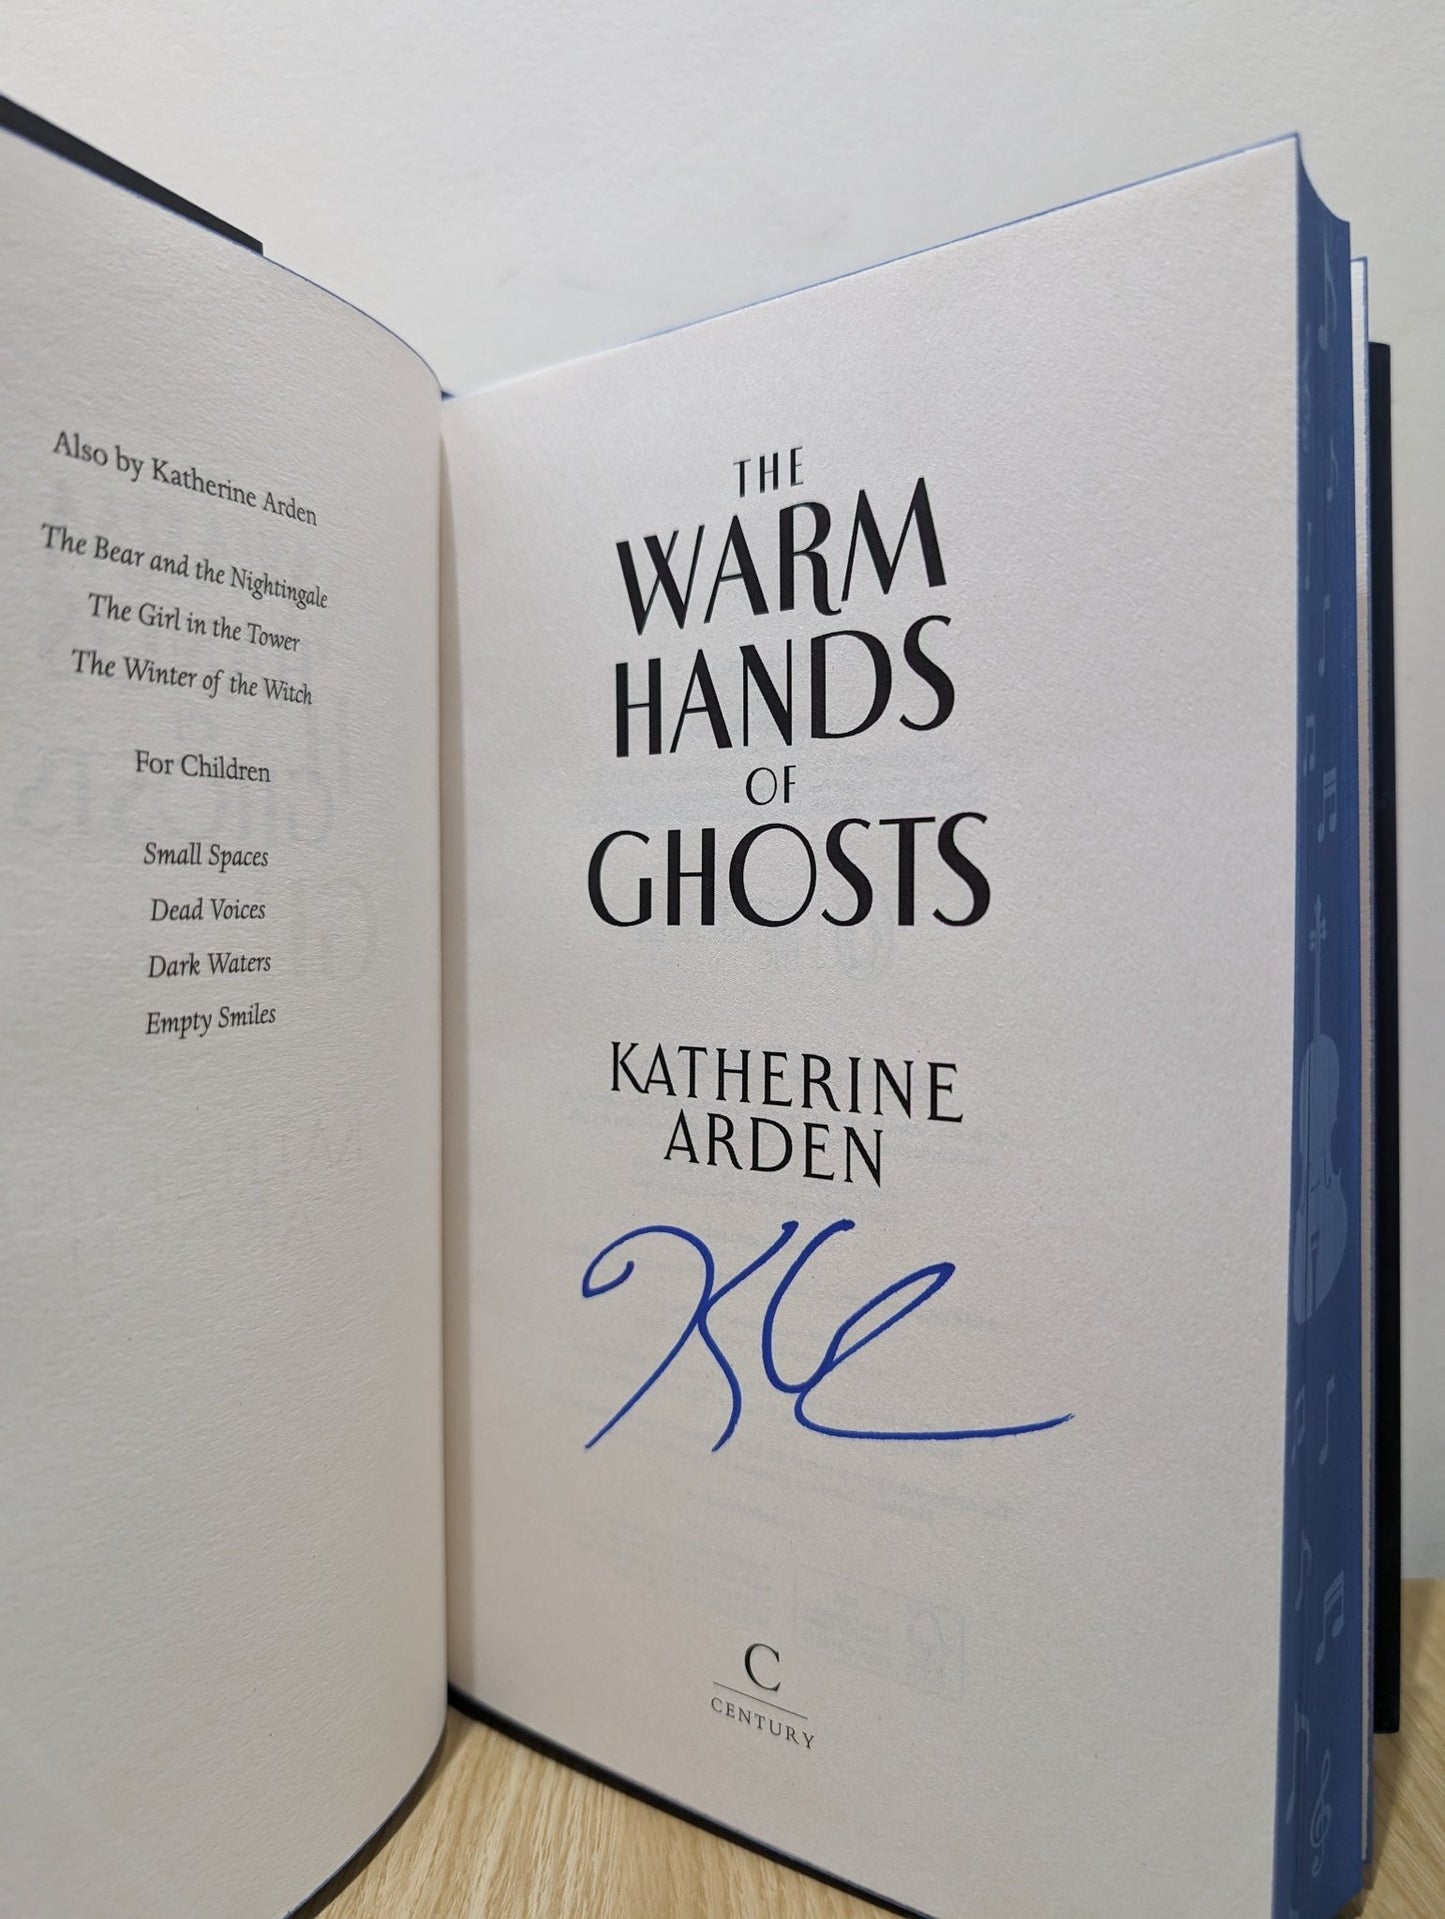 Also by Katherine Arden
The Bear and the Nightingale
The Girl in the Tower
The Winter of the Witch
For Children
Small Spaces
Dead Voices
Dark Waters
Empty Smiles
THE
WARM
HANDS
OF
GHOSTS
KATHERINE
ARDEN
C
CENTURY